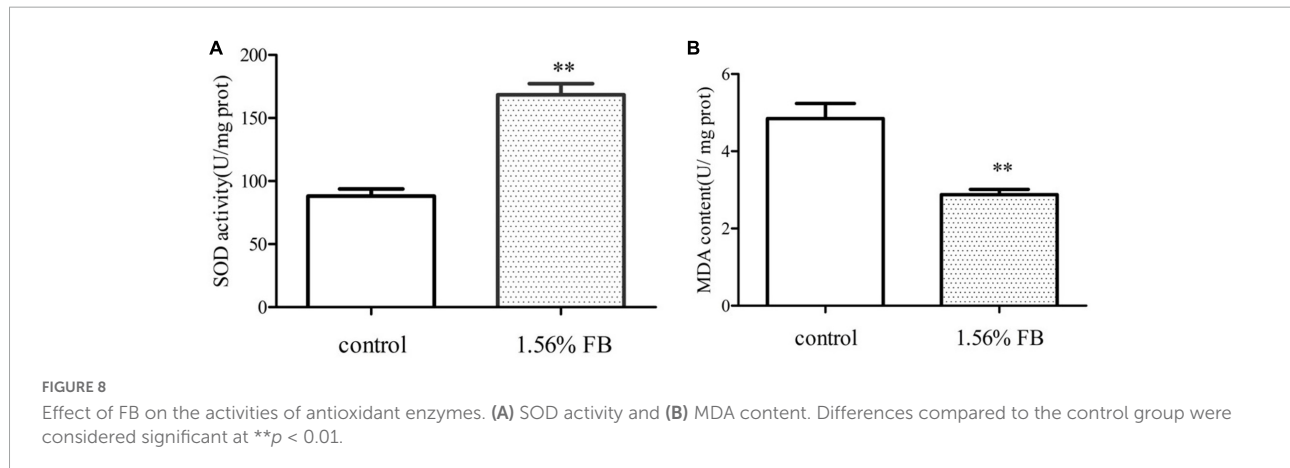 A
SOD activity(U/mg prot)
200
150
100
50
0
**
control
1.56% FB
B
MDA content(U/ mg prot)
6
4
2
0
**
control
1.56% FB
FIGURE 8
Effect of FB on the activities of antioxidant enzymes. (A) SOD activity and (B) MDA content. Differences compared to the control group were
considered significant at **p < 0.01.